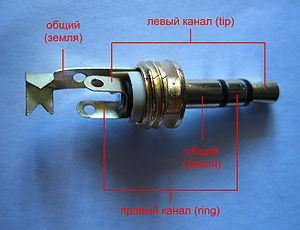 общий
(земля)
левый канал (tip)
общий
(земля)
правый канал (ring)